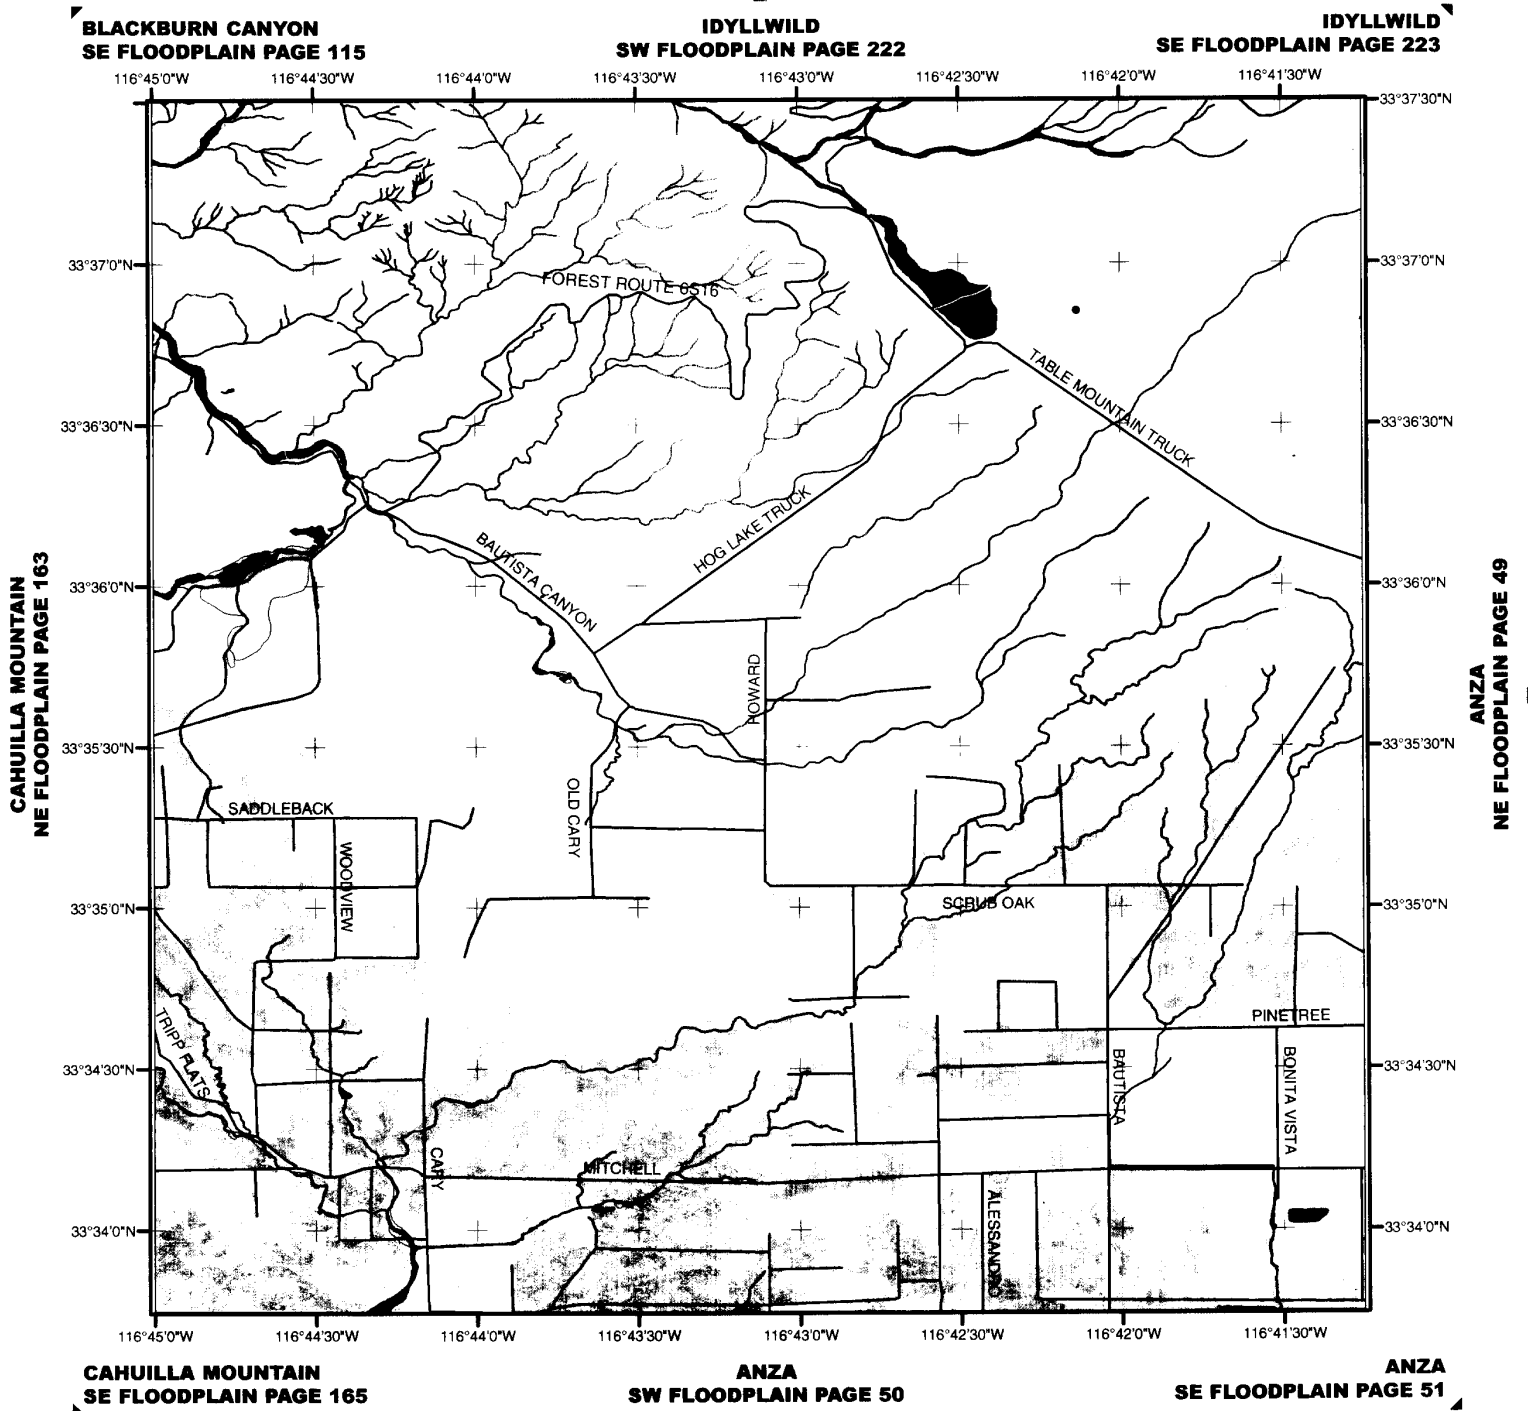 BLACKBURN CANYON
SE FLOODPLAIN PAGE 115
IDYLLWILD
SW FLOODPLAIN PAGE 222
IDYLLWILD
SE FLOODPLAIN PAGE 223
116°45'0"W
116°44'30"W
116°44'0"W
116°43'30"W
116°43'0"W
116°42'30"W
116°42'0"W
116°41'30"W
33°37'30"N
33°37'0"N
33°37'0"N
FOREST ROUTE 6S16
TABLE MOUNTAIN TRUCK
33°36'30"N
33°36'30"N
HOG LAKE TRUCK
BAUTISTA CANYON
33°36'0"N
33°36'0"N
CAHUILLA MOUNTAIN
NE FLOODPLAIN PAGE 163
ANZA
NE FLOODPLAIN PAGE 49
HOWARD
33°35'30"N
33°35'30"N
SADDLEBACK
OLD CARY
WOODVIEW
33°35'0"N
33°35'0"N
SCRUB OAK
PINETREE
TRIPP FLATS
33°34'30"N
33°34'30"N
BAUTISTA
BONITA VISTA
CARY
MITCHELL
ALESSANDRO
33°34'0"N
33°34'0"N
116°45'0"W
116°44'30"W
116°44'0"W
116°43'30"W
116°43'0"W
116°42'30"W
116°42'0"W
116°41'30"W
CAHUILLA MOUNTAIN
SE FLOODPLAIN PAGE 165
ANZA
SW FLOODPLAIN PAGE 50
ANZA
SE FLOODPLAIN PAGE 51